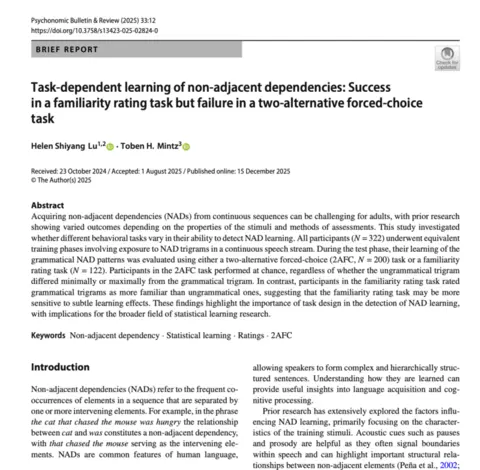 Psychonomic Bulletin & Review (2025) 33:12
https://doi.org/10.3758/s13423-025-02824-0
BRIEF REPORT
Check for
updates
Task-dependent learning of non-adjacent dependencies: Success
in a familiarity rating task but failure in a two-alternative forced-choice
task
Helen Shiyang Lu1,2 · Toben H. Mintz3
Received: 23 October 2024 / Accepted: 1 August 2025 / Published online: 15 December 2025
© The Author(s) 2025
Abstract
Acquiring non-adjacent dependencies (NADs) from continuous sequences can be challenging for adults, with prior research
showing varied outcomes depending on the properties of the stimuli and methods of assessments. This study investigated
whether different behavioral tasks vary in their ability to detect NAD learning. All participants (N = 322) underwent equivalent
training phases involving exposure to NAD trigrams in a continuous speech stream. During the test phase, their learning of the
grammatical NAD patterns was evaluated using either a two-alternative forced-choice (2AFC, N = 200) task or a familiarity
rating task (N = 122). Participants in the 2AFC task performed at chance, regardless of whether the ungrammatical trigram
differed minimally or maximally from the grammatical trigram. In contrast, participants in the familiarity rating task rated
grammatical trigrams as more familiar than ungrammatical ones, suggesting that the familiarity rating task may be more
sensitive to subtle learning effects. These findings highlight the importance of task design in the detection of NAD learning,
with implications for the broader field of statistical learning research.
Keywords Non-adjacent dependency · Statistical learning · Ratings · 2AFC
Introduction
Non-adjacent dependencies (NADs) refer to the frequent co-
occurrences of elements in a sequence that are separated by
one or more intervening elements. For example, in the phrase
the cat that chased the mouse was hungry the relationship
between cat and was constitutes a non-adjacent dependency,
with that chased the mouse serving as the intervening ele-
ments. NADs are common features of human language,
allowing speakers to form complex and hierarchically struc-
tured sentences. Understanding how they are learned can
provide useful insights into language acquisition and cog-
nitive processing.
Prior research has extensively explored the factors influ-
encing NAD learning, primarily focusing on the character-
istics of the training stimuli. Acoustic cues such as pauses
and prosody are helpful as they often signal boundaries
within speech and can highlight important structural rela-
tionships between non-adjacent elements (Peña et al., 2002;